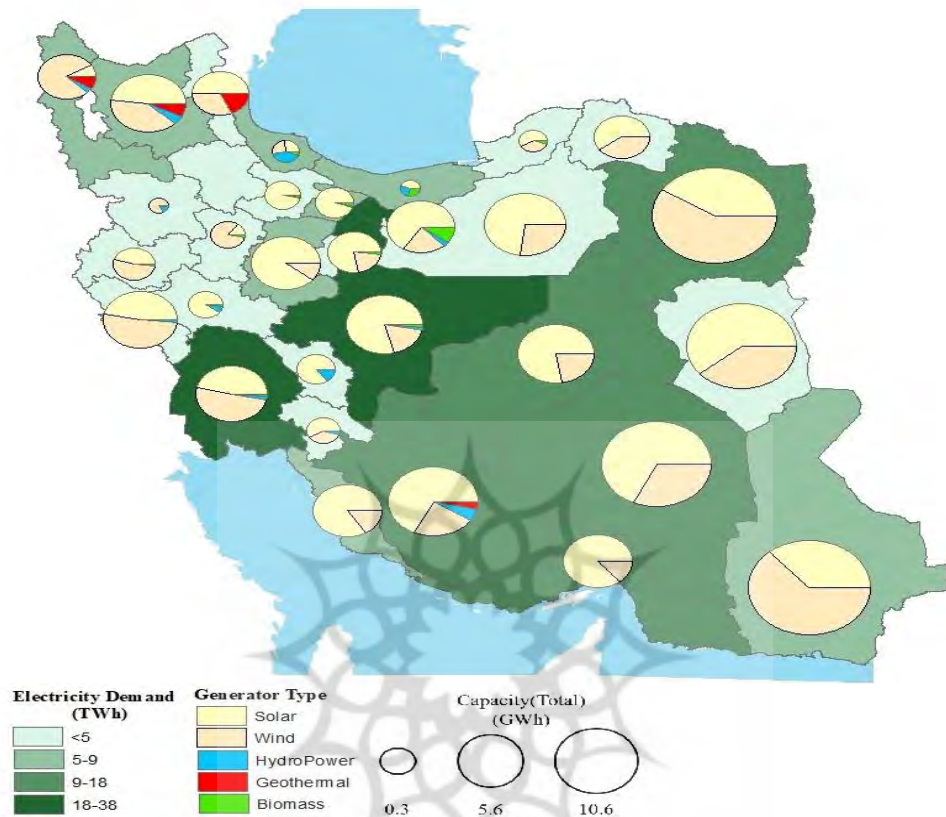 Electricity Demand
(TWh)
<5
5-9
9-18
18-38
Generator Type
Solar
Wind
HydroPower
Geothermal
Biomass
Capacity(Total)
(GWh)
0.3
5.6
10.6